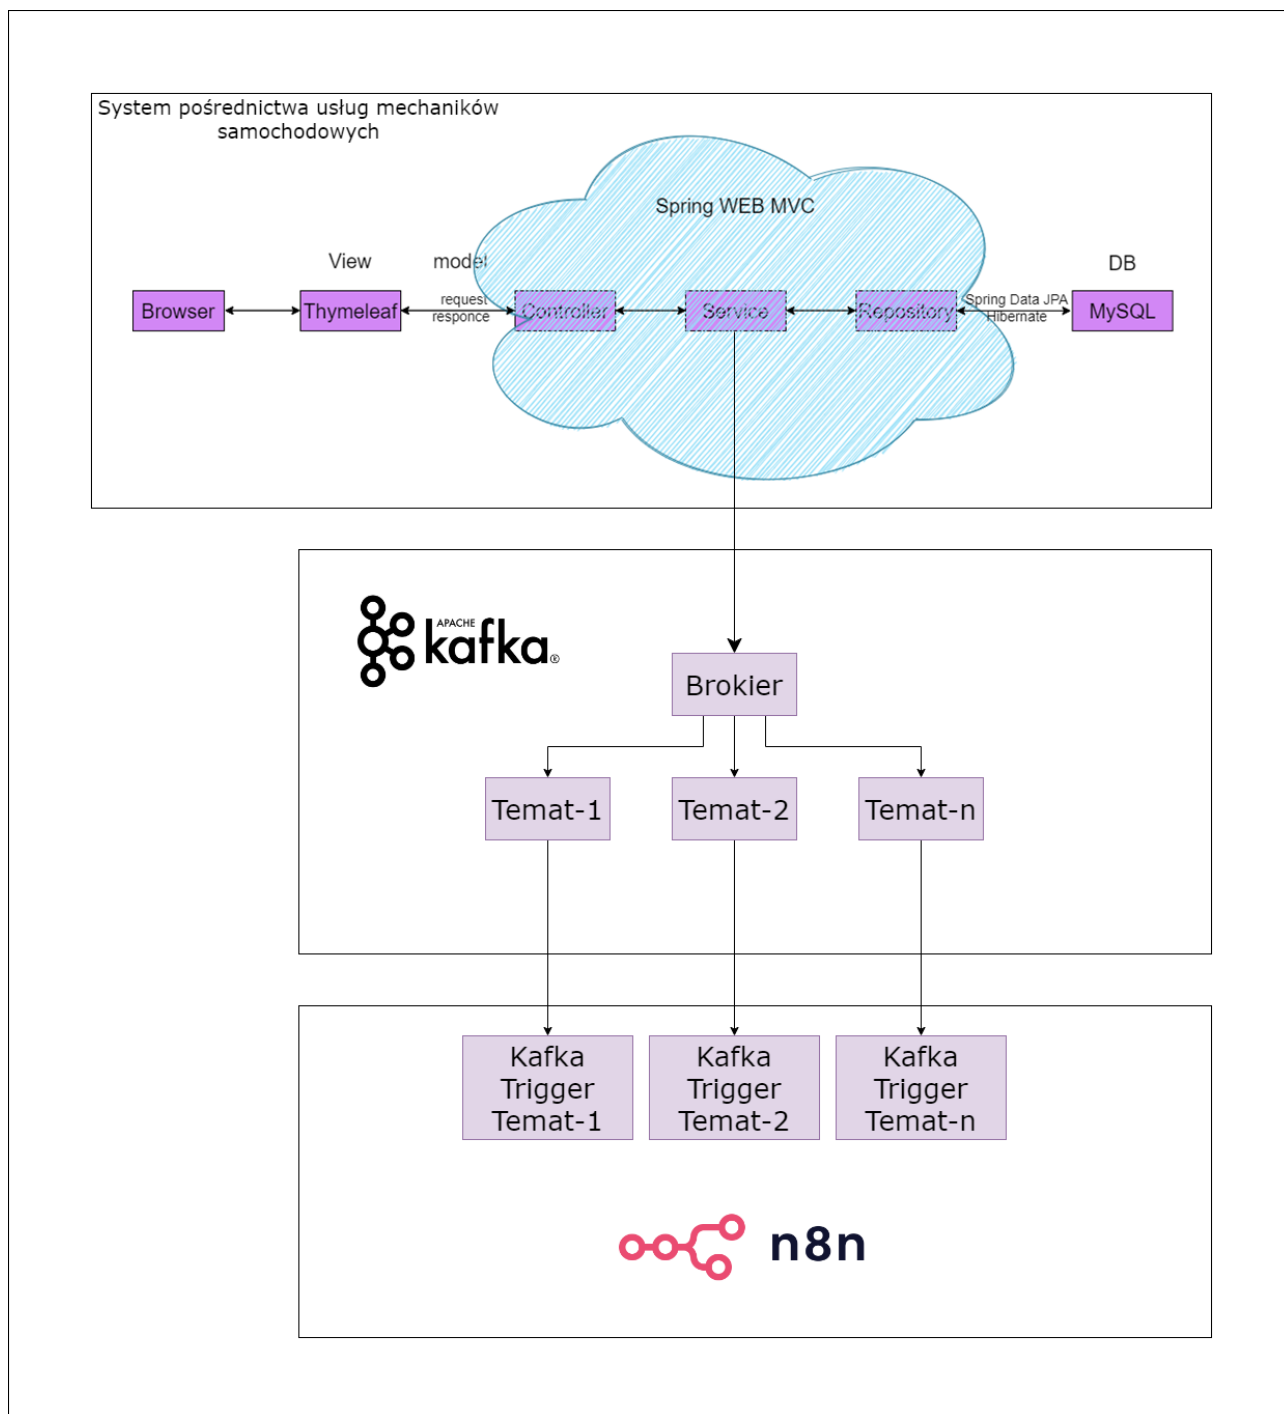 System pośrednictwa usług mechaników
samochodowych
Spring WEB MVC
View
model
DB
Browser
Thymeleaf
request
responce
Controller
Service
Repository
Spring Data JPA
Hibernate
MySQL
APACHE
kafka®
Brokier
Temat-1
Temat-2
Temat-n
Kafka
Trigger
Temat-1
Kafka
Trigger
Temat-2
Kafka
Trigger
Temat-n
n8n